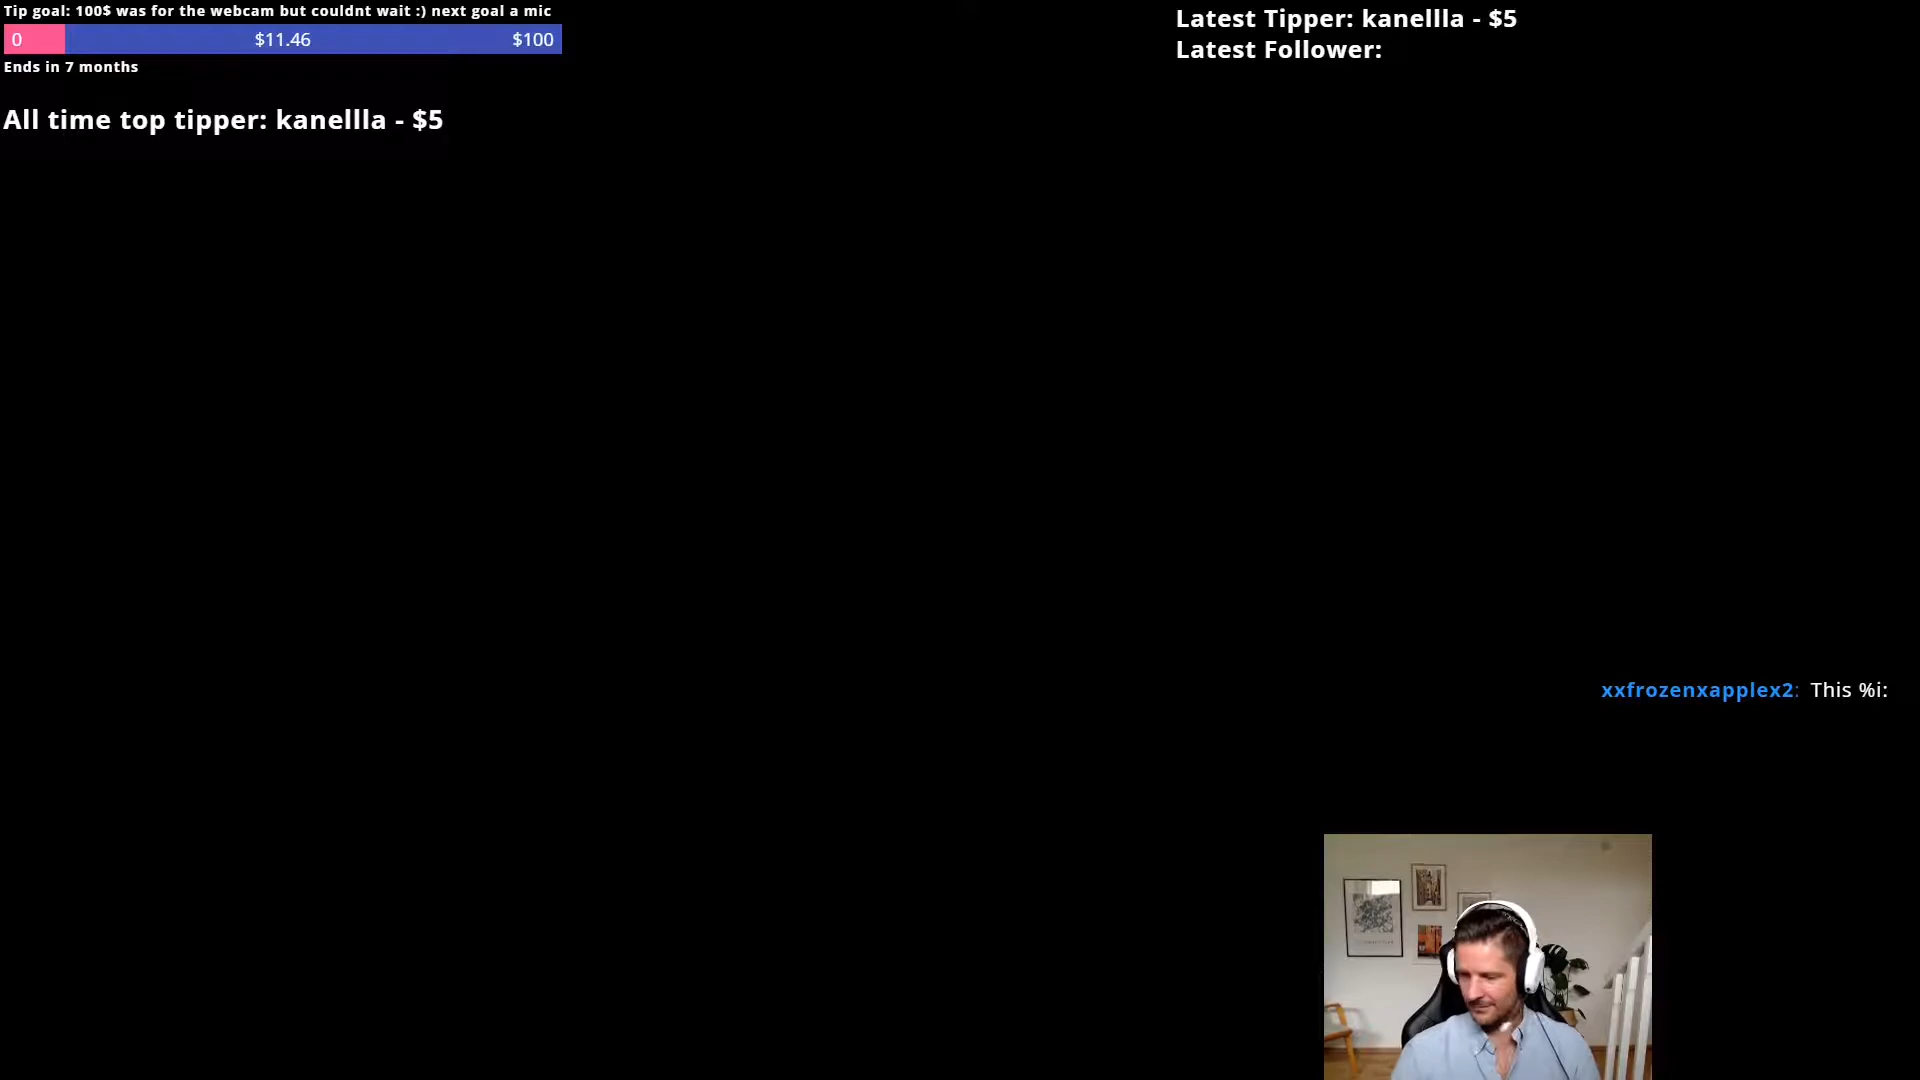 Tip goal: 100$ was for the webcam but couldnt wait :) next goal a mic
0 $11.46 $100
Ends in 7 months
All time top tipper: kanellla - $5
Latest Tipper: kanellla - $5
Latest Follower:
xxfrozenxapplex2: This %i: